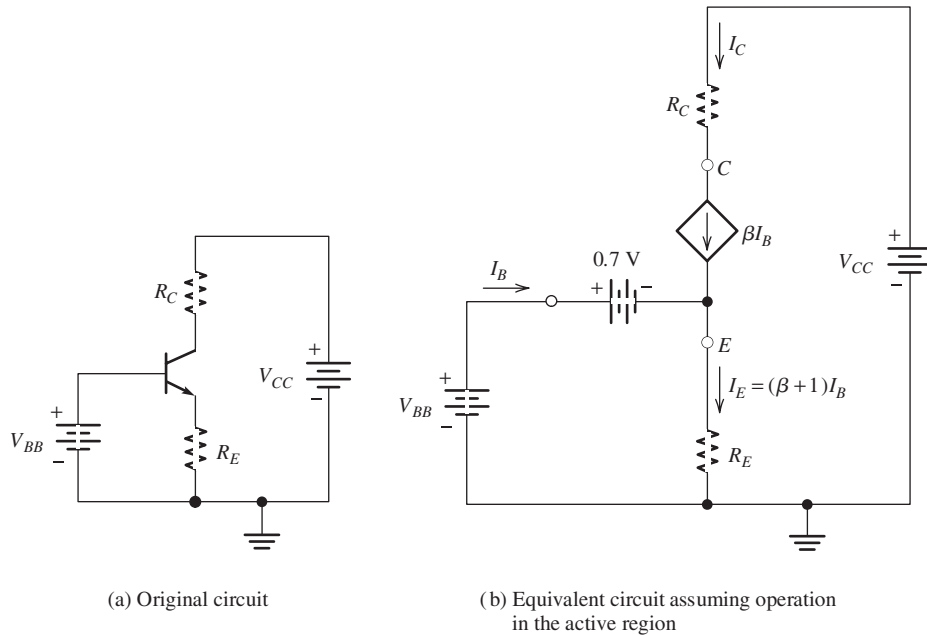 R_C
+
V_CC
−
+
V_BB
−
R_E
(a) Original circuit
I_C
R_C
C
βI_B
+
V_CC
−
0.7 V
I_B
+ −
E
+
V_BB
−
I_E = (β + 1)I_B
R_E
(b) Equivalent circuit assuming operation
in the active region